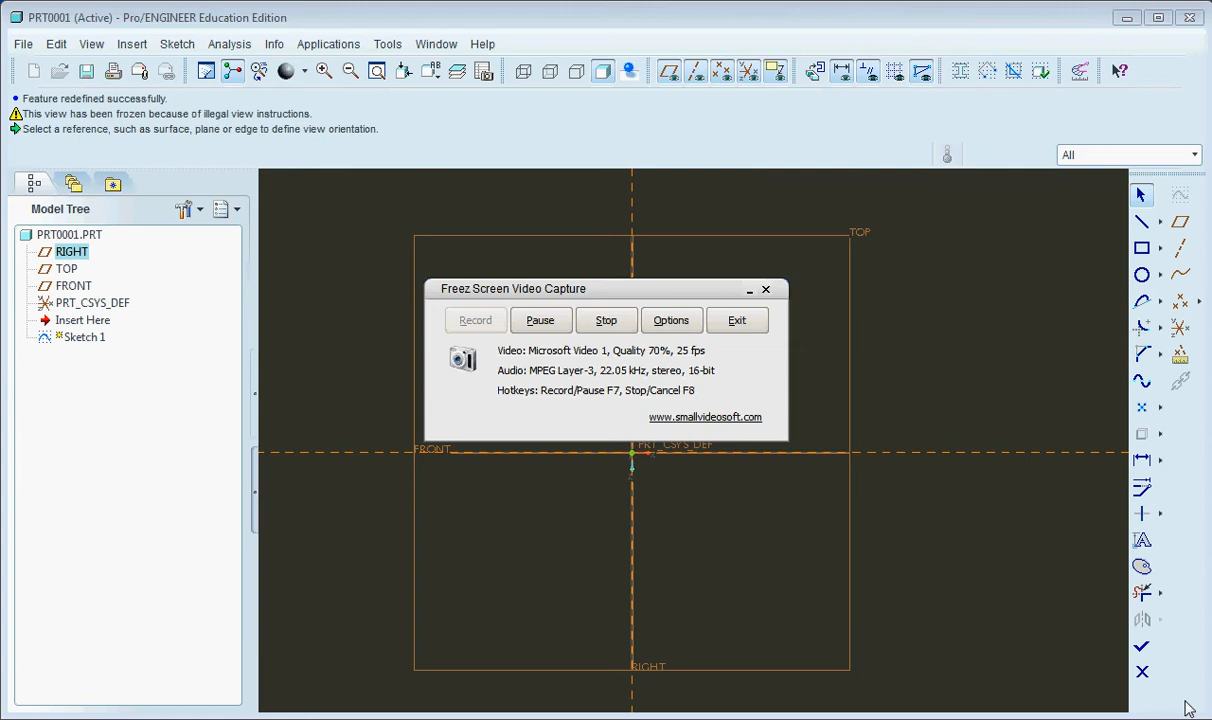 PRT0001 (Active) - Pro/ENGINEER Education Edition
File Edit View Insert Sketch Analysis Info Applications Tools Window Help
Feature redefined successfully.
This view has been frozen because of illegal view instructions.
Select a reference, such as surface, plane or edge to define view orientation.
All
Model Tree
PRT0001.PRT
RIGHT
TOP
FRONT
PRT_CSYS_DEF
Insert Here
Sketch 1
TOP
Freez Screen Video Capture
Record Pause Stop Options Exit
Video: Microsoft Video 1, Quality 70%, 25 fps
Audio: MPEG Layer-3, 22.05 kHz, stereo, 16-bit
Hotkeys: Record/Pause F7, Stop/Cancel F8
www.smallvideosoft.com
FRONT PRT_CSYS_DEF
RIGHT